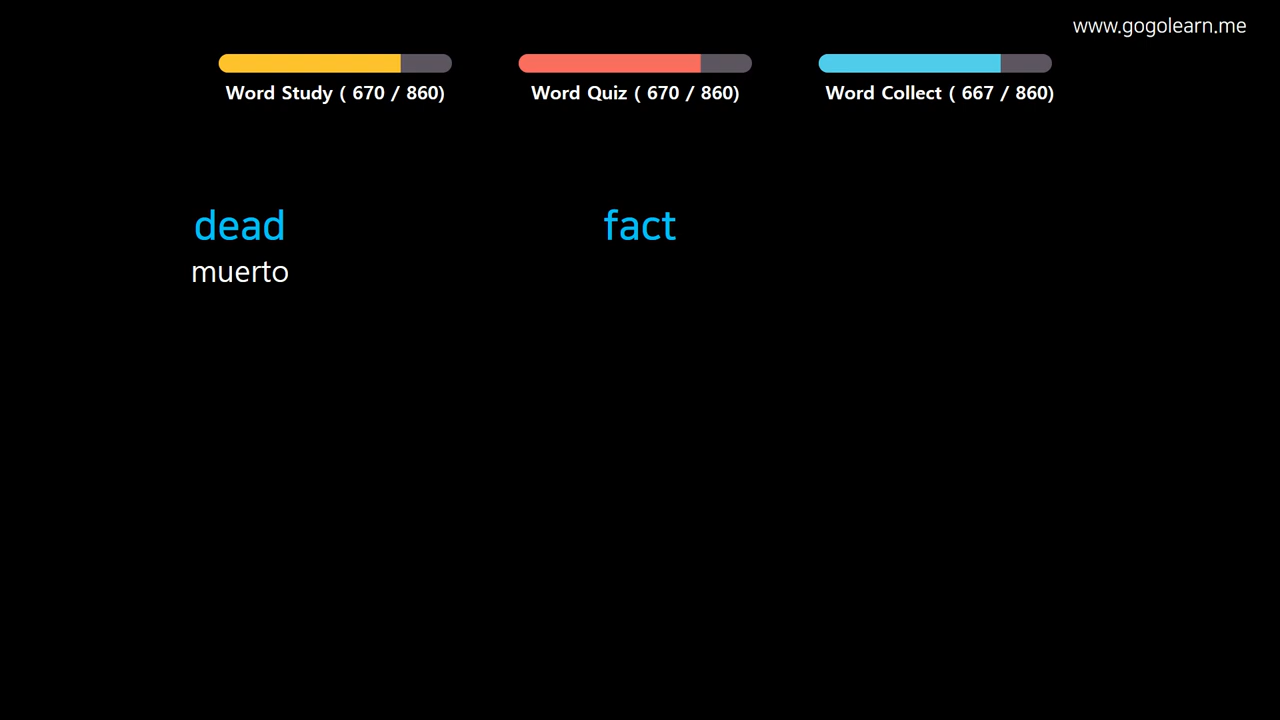 www.gogolearn.me
Word Study ( 670 / 860)
Word Quiz ( 670 / 860)
Word Collect ( 667 / 860)
dead
fact
muerto